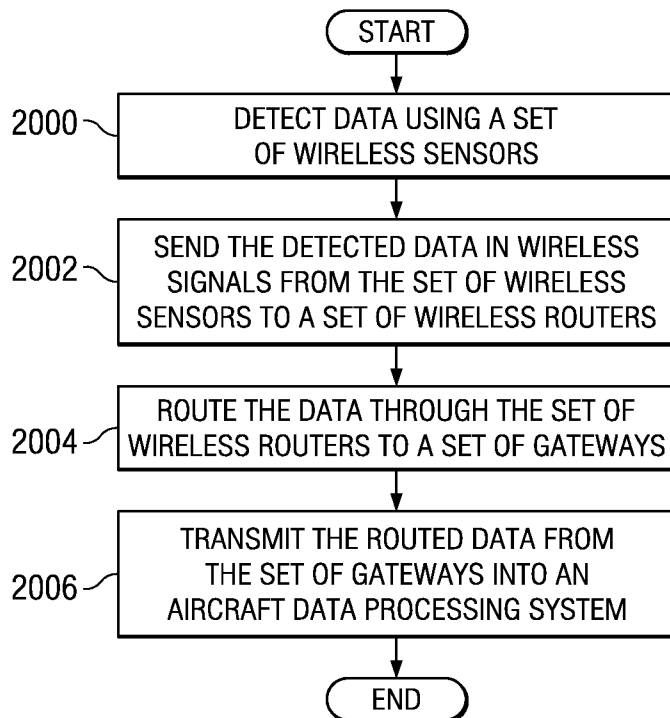 START
2000
DETECT DATA USING A SET
OF WIRELESS SENSORS
2002
SEND THE DETECTED DATA IN WIRELESS
SIGNALS FROM THE SET OF WIRELESS
SENSORS TO A SET OF WIRELESS ROUTERS
2004
ROUTE THE DATA THROUGH THE SET OF
WIRELESS ROUTERS TO A SET OF GATEWAYS
2006
TRANSMIT THE ROUTED DATA FROM
THE SET OF GATEWAYS INTO AN
AIRCRAFT DATA PROCESSING SYSTEM
END